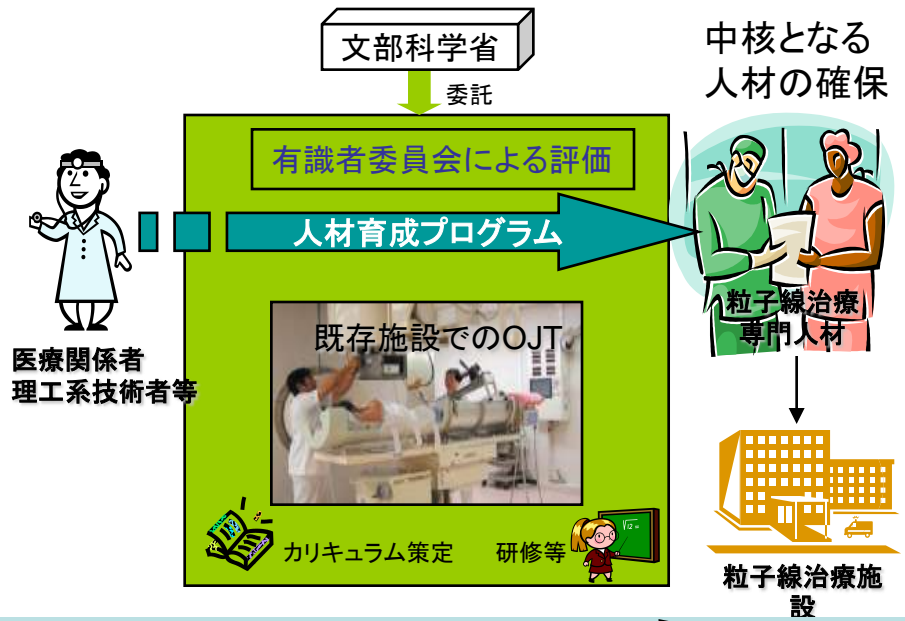 文部科学省
委託
中核となる
人材の確保
有識者委員会による評価
人材育成プログラム
医療関係者
理工系技術者等
既存施設でのOJT
粒子線治療
専門人材
カリキュラム策定
研修等
粒子線治療施
設